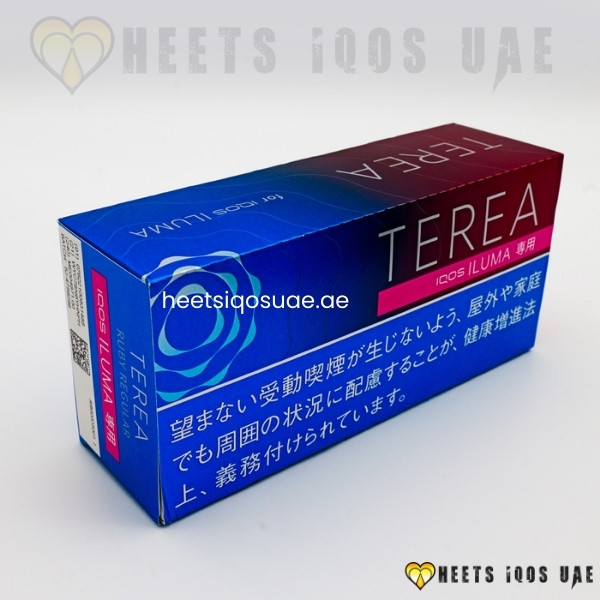 HEETS iQOS UAE
TEREA
for IQOS ILUMA
TEREA
IQOS ILUMA 専用
heetsiqosuae.ae
望まない受動喫煙が生じないよう、屋外や家庭
でも周囲の状況に配慮することが、健康増進法
上、義務付けられています。
TEREA
RUBY REGULAR
IQOS ILUMA 専用
HEETS iQOS UAE